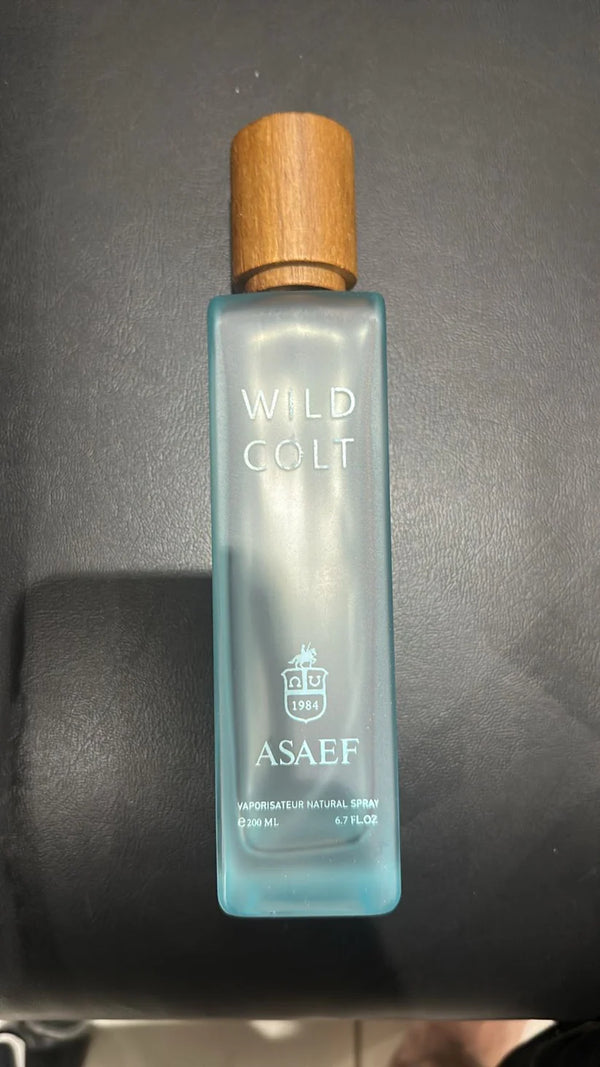 WILD
COLT
1984
ASAEF
VAPORISATEUR NATURAL SPRAY
℮200 ML 6.7 FL.OZ